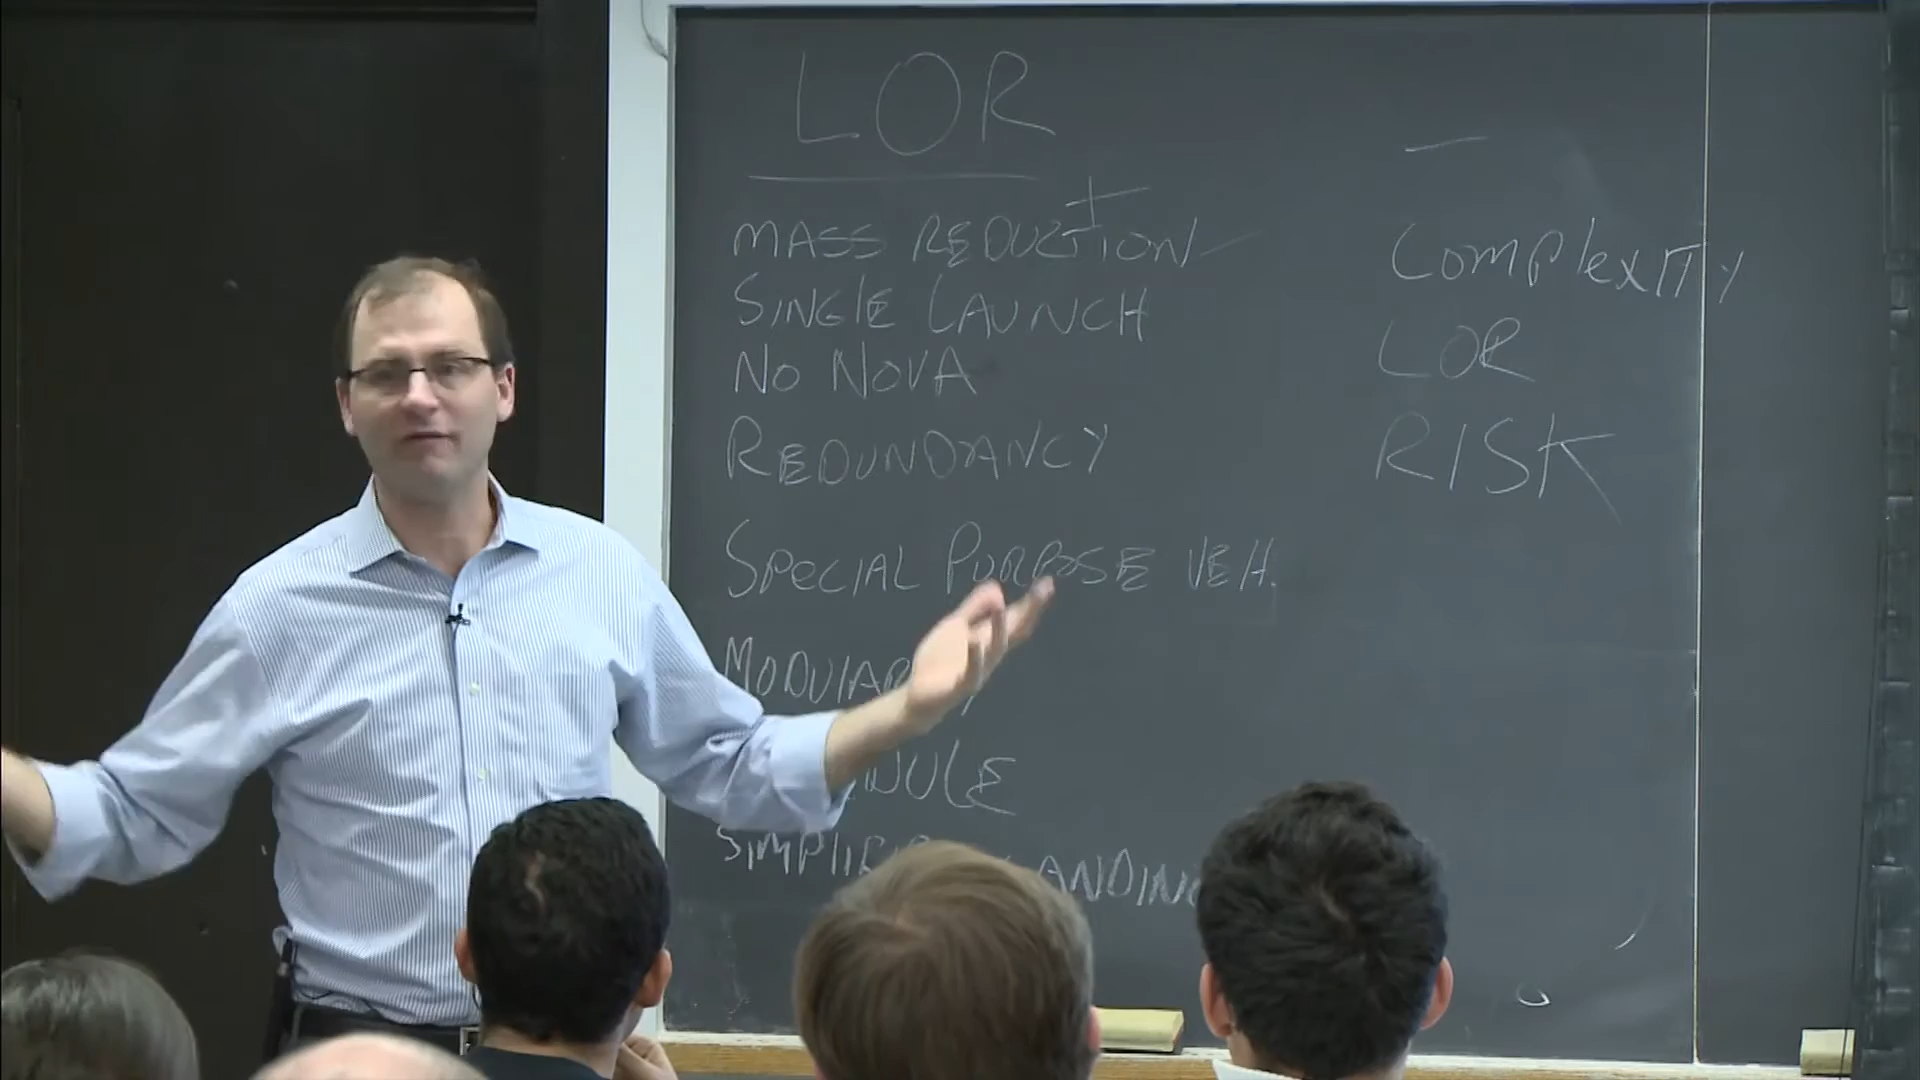 LOR
+
MASS REDUCTION
SINGLE LAUNCH
NO NOVA
REDUNDANCY
SPECIAL PURPOSE VEH.
—
COMPlexITY
LOR
RISK